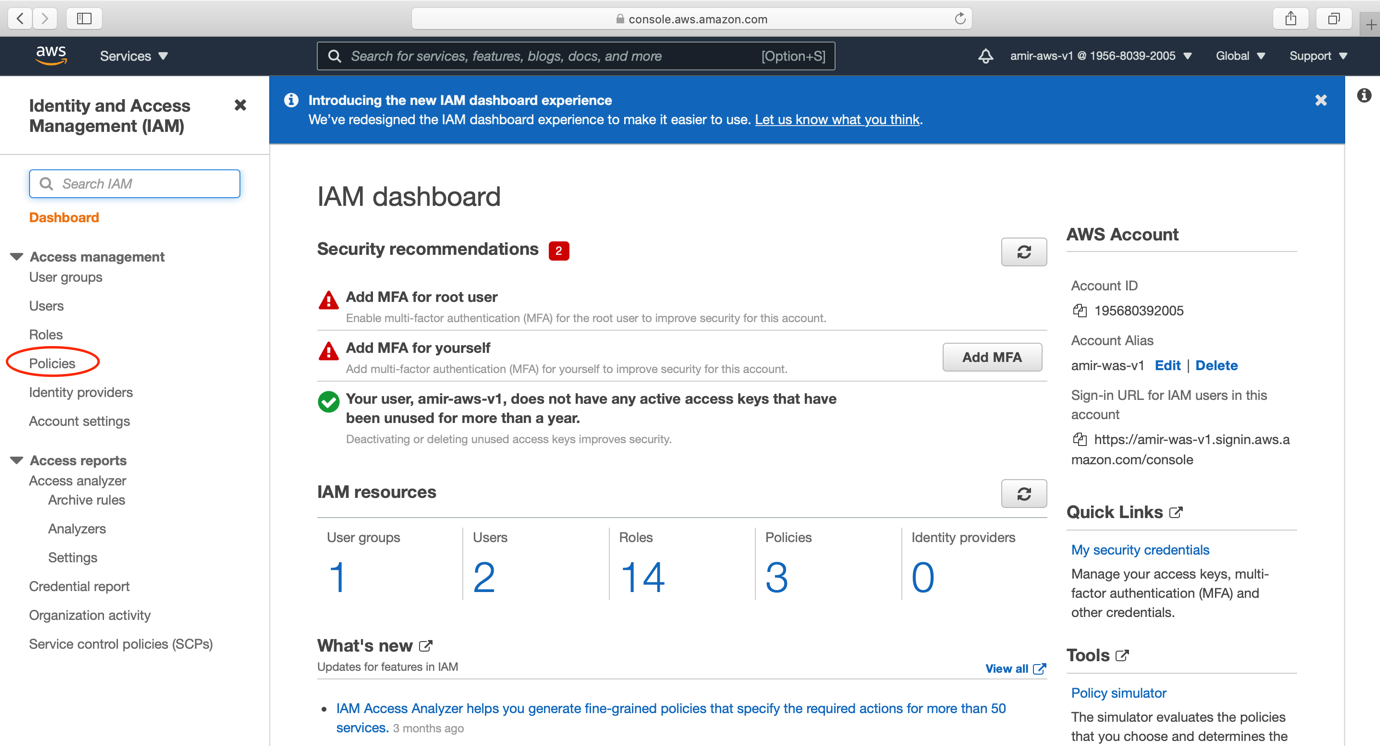 console.aws.amazon.com
aws
Services
Search for services, features, blogs, docs, and more
[Option+S]
amir-aws-v1 @ 1956-8039-2005
Global
Support
Identity and Access
Management (IAM)
Search IAM
Dashboard
Access management
User groups
Users
Roles
Policies
Identity providers
Account settings
Access reports
Access analyzer
Archive rules
Analyzers
Settings
Credential report
Organization activity
Service control policies (SCPs)
Introducing the new IAM dashboard experience
We've redesigned the IAM dashboard experience to make it easier to use. Let us know what you think.
IAM dashboard
Security recommendations 2
Add MFA for root user
Enable multi-factor authentication (MFA) for the root user to improve security for this account.
Add MFA for yourself
Add multi-factor authentication (MFA) for yourself to improve security for this account.
Add MFA
Your user, amir-aws-v1, does not have any active access keys that have
been unused for more than a year.
Deactivating or deleting unused access keys improves security.
IAM resources
User groups
1
Users
2
Roles
14
Policies
3
Identity providers
0
What's new
Updates for features in IAM
View all
• IAM Access Analyzer helps you generate fine-grained policies that specify the required actions for more than 50
services. 3 months ago
AWS Account
Account ID
195680392005
Account Alias
amir-was-v1 Edit | Delete
Sign-in URL for IAM users in this
account
https://amir-was-v1.signin.aws.a
mazon.com/console
Quick Links
My security credentials
Manage your access keys, multi-
factor authentication (MFA) and
other credentials.
Tools
Policy simulator
The simulator evaluates the policies
that you choose and determines the